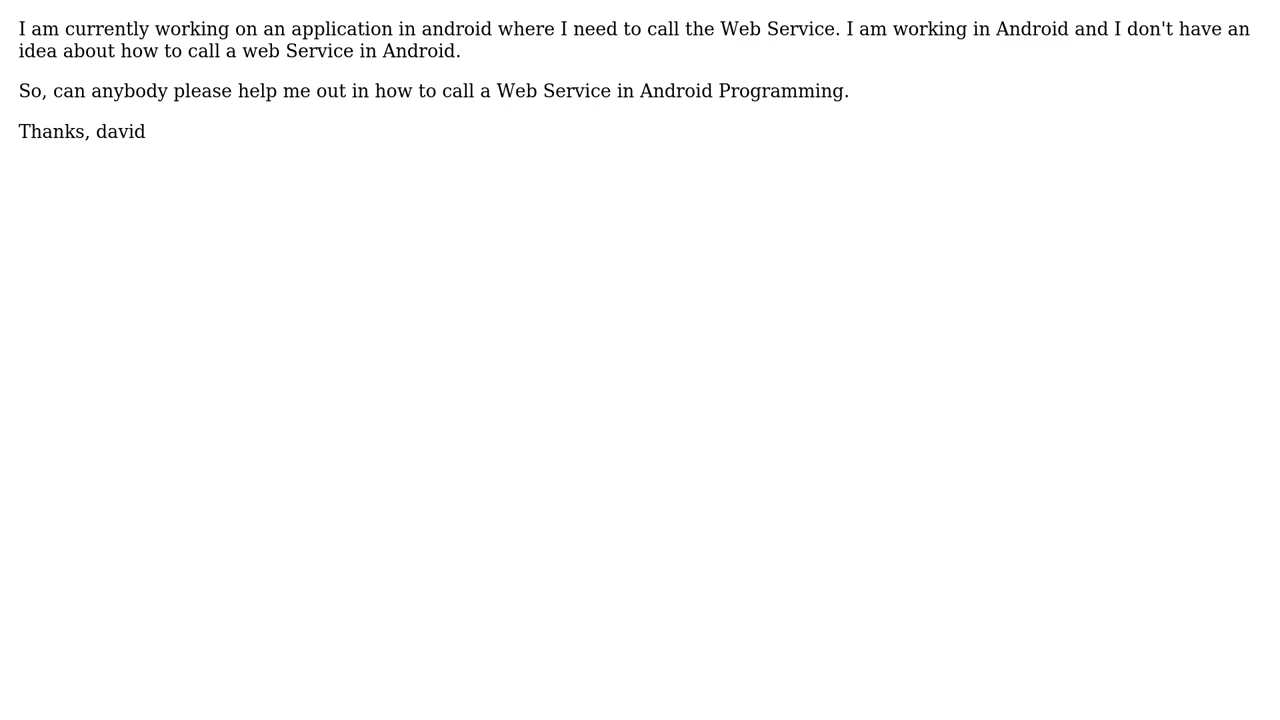 I am currently working on an application in android where I need to call the Web Service. I am working in Android and I don't have an
idea about how to call a web Service in Android.
So, can anybody please help me out in how to call a Web Service in Android Programming.
Thanks, david